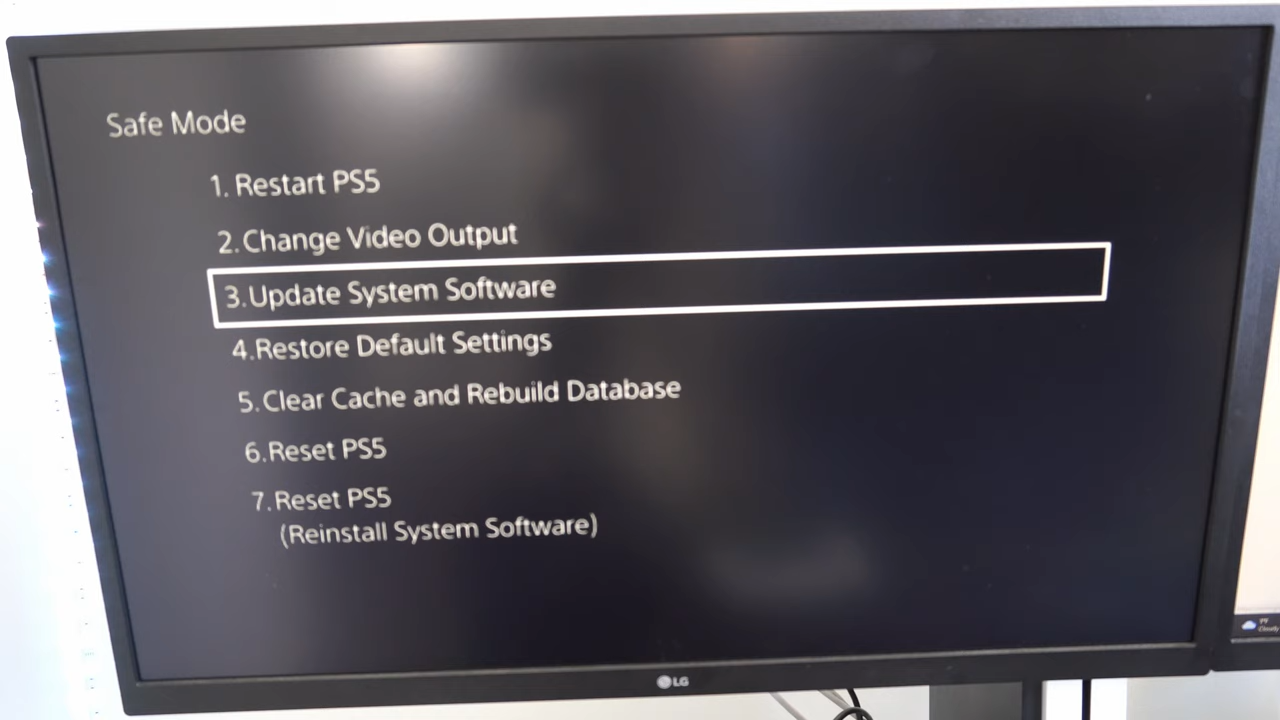 Safe Mode
1. Restart PS5
2. Change Video Output
3. Update System Software
4. Restore Default Settings
5. Clear Cache and Rebuild Database
6. Reset PS5
7. Reset PS5
(Reinstall System Software)
LG
Cloudy